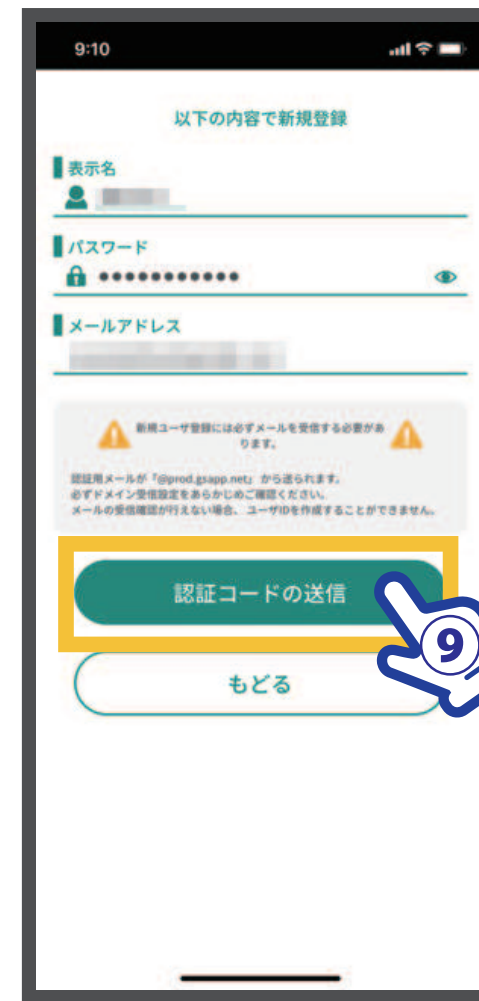 9:10
以下の内容で新規登録
表示名
パスワード
メールアドレス
新規ユーザ登録には必ずメールを受信する必要があ
ります。
認証用メールが「@prod.gsapp.net」から送られます。
必ずドメイン受信設定をあらかじめご確認ください。
メールの受信確認が行えない場合、ユーザIDを作成することができません。
認証コードの送信
9
もどる